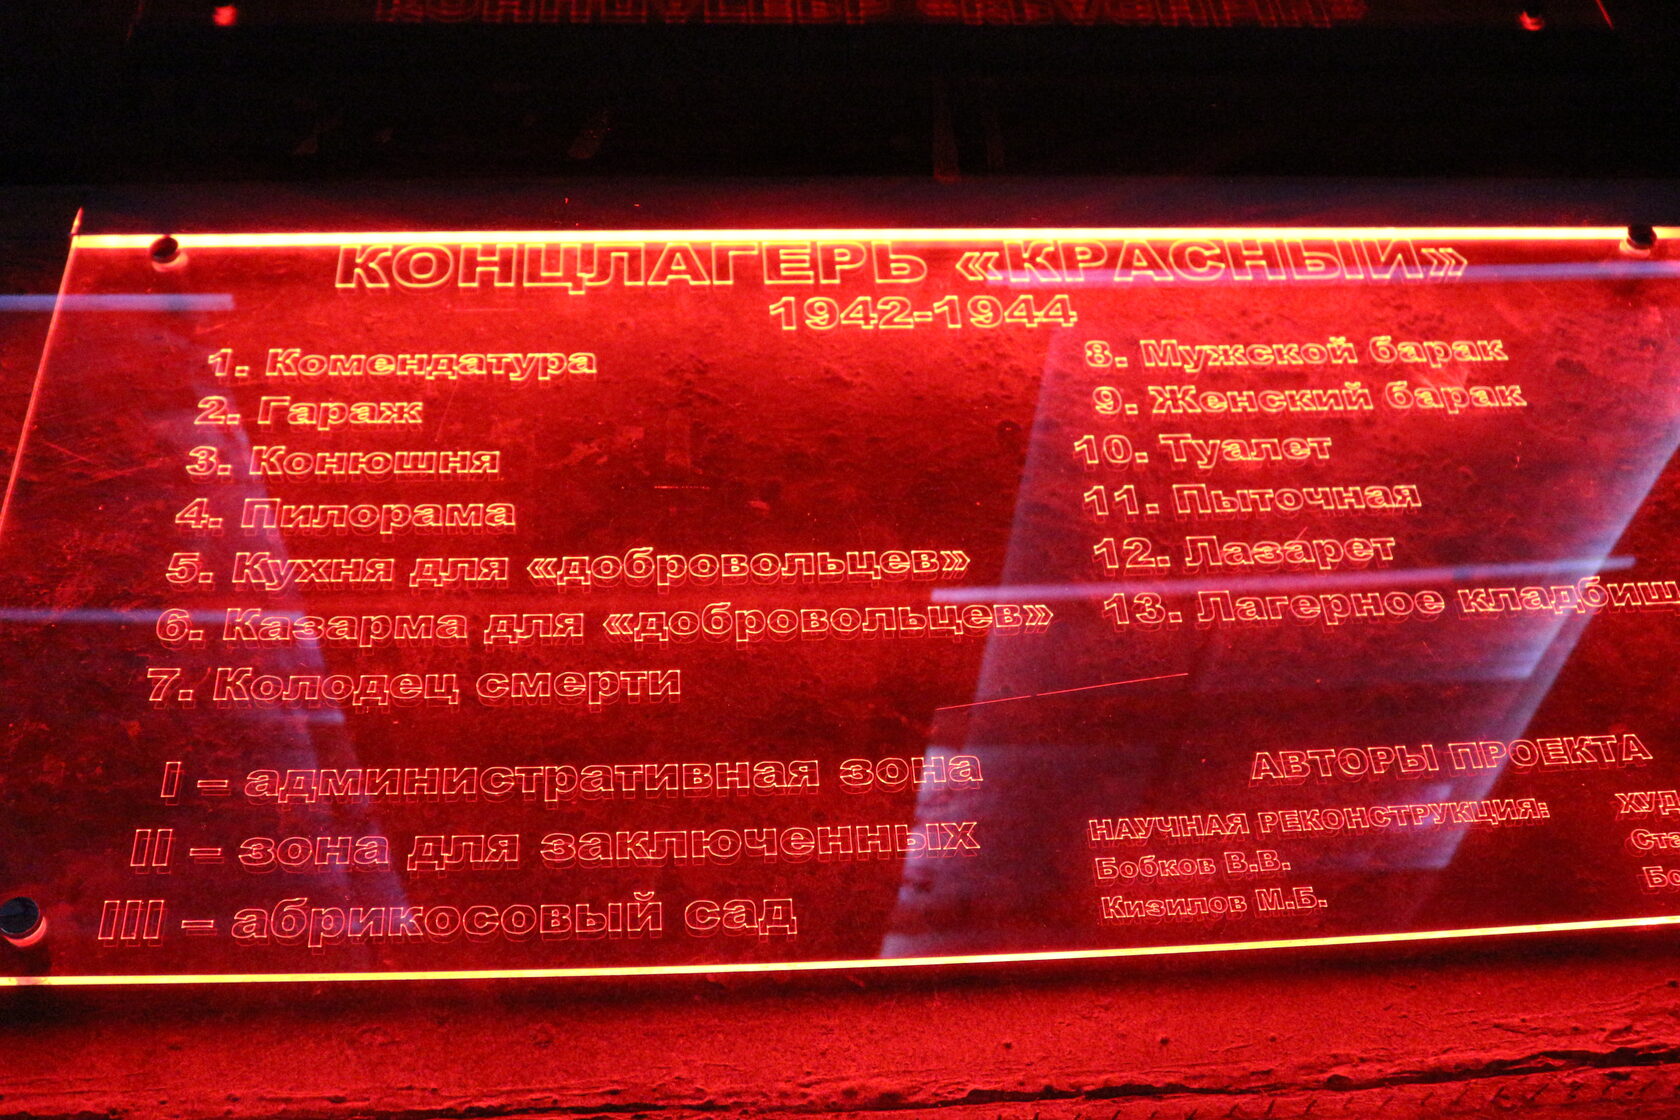 КОНЦЛАГЕРЬ «КРАСНЫЙ»
1942-1944
1. Комендатура
2. Гараж
3. Конюшня
4. Пилорама
5. Кухня для «добровольцев»
6. Казарма для «добровольцев»
7. Колодец смерти
8. Мужской барак
9. Женский барак
10. Туалет
11. Пыточная
12. Лазарет
13. Лагерное кладбищ
I – административная зона
II – зона для заключенных
III – абрикосовый сад
АВТОРЫ ПРОЕКТА
НАУЧНАЯ РЕКОНСТРУКЦИЯ:
Бобков В.В.
Кизилов М.Б.